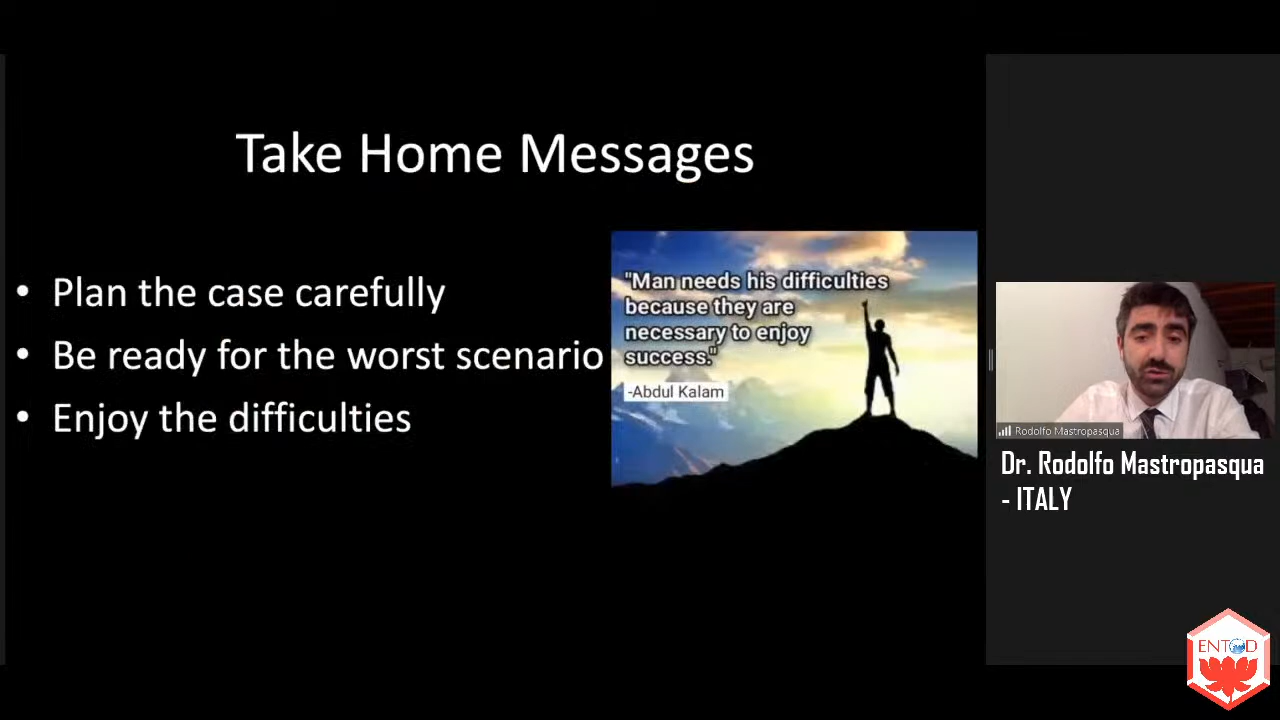 Take Home Messages
• Plan the case carefully
• Be ready for the worst scenario
• Enjoy the difficulties
"Man needs his difficulties
because they are
necessary to enjoy
success."
-Abdul Kalam
Rodolfo Mastropasqua
Dr. Rodolfo Mastropasqua
- ITALY
ENTOD